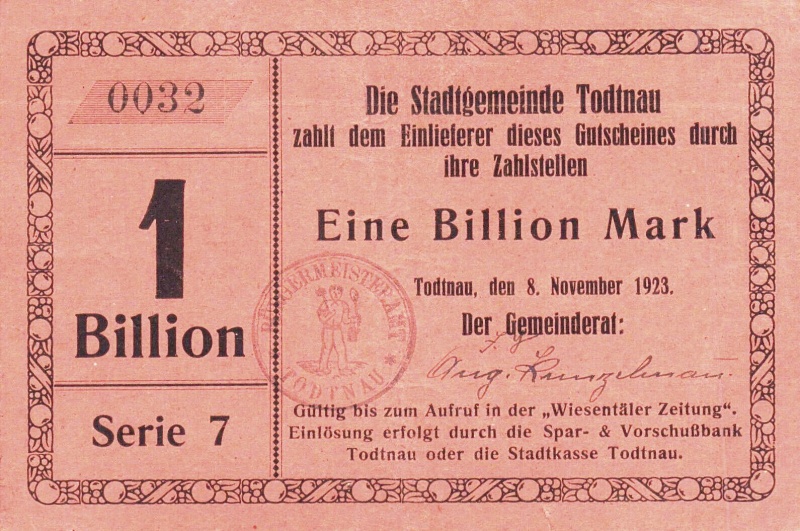 0032
1
Billion
Serie 7
Die Stadtgemeinde Todtnau
zahlt dem Einlieferer dieses Gutscheines durch
ihre Zahlstellen
Eine Billion Mark
Todtnau, den 8. November 1923.
Der Gemeinderat:
BÜRGERMEISTERAMT
TODTNAU
Gültig bis zum Aufruf in der „Wiesentäler Zeitung“.
Einlösung erfolgt durch die Spar- & Vorschußbank
Todtnau oder die Stadtkasse Todtnau.